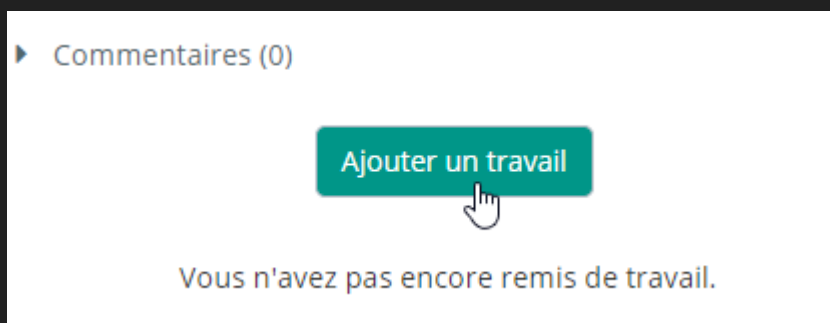 Commentaires (0)
Ajouter un travail
Vous n'avez pas encore remis de travail.